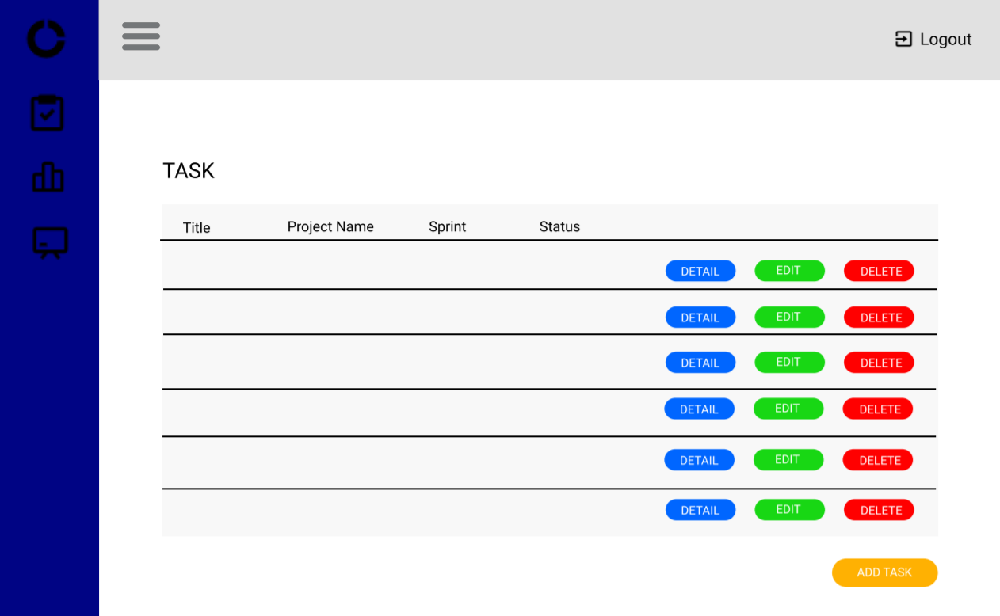 Logout
TASK
Title Project Name Sprint Status
DETAIL EDIT DELETE
DETAIL EDIT DELETE
DETAIL EDIT DELETE
DETAIL EDIT DELETE
DETAIL EDIT DELETE
DETAIL EDIT DELETE
ADD TASK